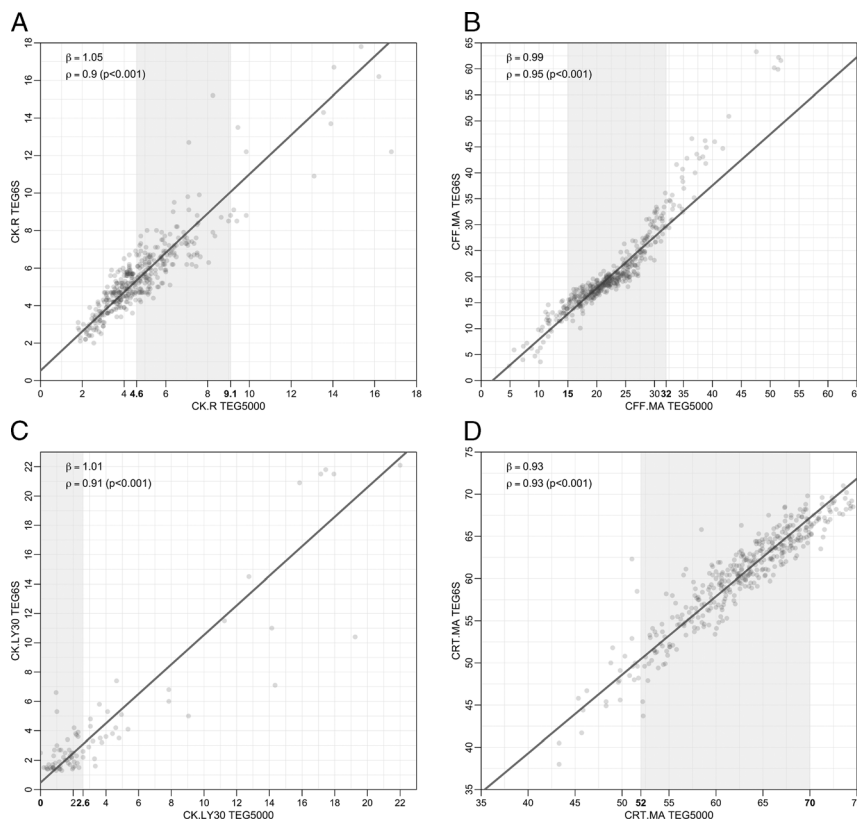 A
β = 1.05
ρ = 0.9 (p<0.001)
CK.R TEG6S
0 2 4 6 8 10 12 14 16 18
0 2 4 4.6 6 8 9.1 10 12 14 16 18
CK.R TEG5000
B
β = 0.99
ρ = 0.95 (p<0.001)
CFF.MA TEG6S
0 5 10 15 20 25 30 35 40 45 50 55 60 65
0 5 10 15 20 25 30 32 35 40 45 50 55 60 65
CFF.MA TEG5000
C
β = 1.01
ρ = 0.91 (p<0.001)
CK.LY30 TEG6S
0 2 4 6 8 10 12 14 16 18 20 22
0 2 2.6 4 6 8 10 12 14 16 18 20 22
CK.LY30 TEG5000
D
β = 0.93
ρ = 0.93 (p<0.001)
CRT.MA TEG6S
35 40 45 50 55 60 65 70 75
35 40 45 50 52 55 60 65 70 75
CRT.MA TEG5000